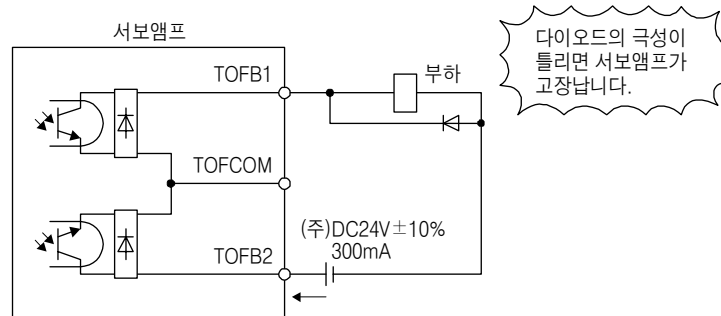 서보앰프
TOFB1
부하
다이오드의 극성이
틀리면 서보앰프가
고장납니다.
TOFCOM
(주)DC24V±10%
300mA
TOFB2